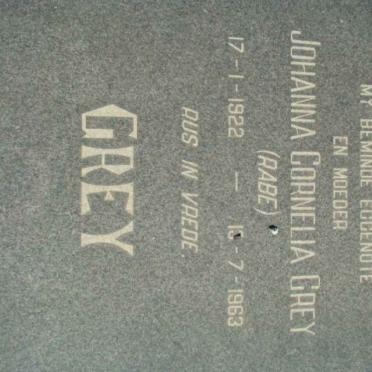 MY BEMINDE EGGENOTE
EN MOEDER
JOHANNA CORNELIA GREY
(RABE)
17-1-1922 — 7-1963
RUS IN VREDE.
GREY